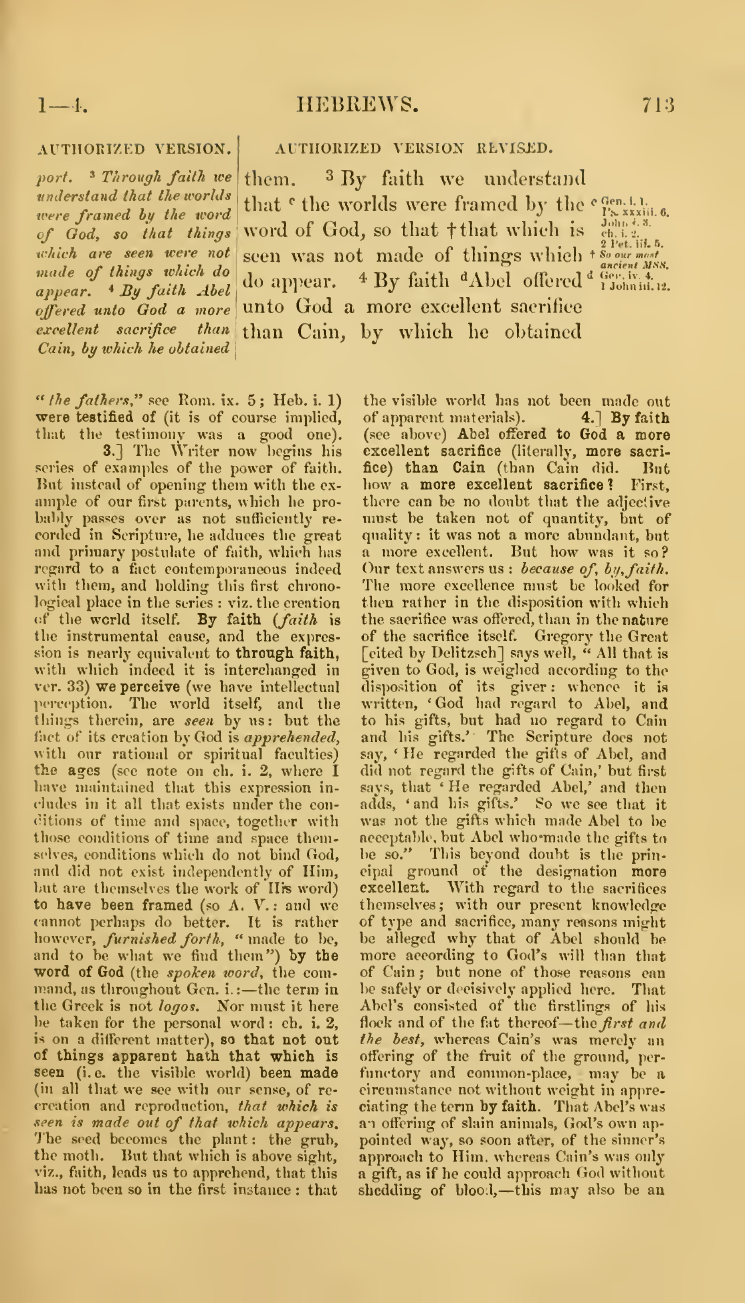 1—4.
HEBREWS.
713
AUTHORIZED VERSION.
port. 3 Through faith we
understand that the worlds
were framed by the word
of God, so that things
which are seen were not
made of things which do
appear. 4 By faith Abel
offered unto God a more
excellent sacrifice than
Cain, by which he obtained
AUTHORIZED VERSION REVISED.
them. 3 By faith we understand
that c the worlds were framed by the
word of God, so that †that which is
seen was not made of things which
do appear. 4 By faith d Abel offered
unto God a more excellent sacrifice
than Cain, by which he obtained
c Gen. i. 1.
Ps. xxxiii. 6.
John i. 3.
ch. i. 2.
2 Pet. iii. 5.
† So our most
ancient MSS.
d Gen. iv. 4.
1 John iii. 12.
“the fathers,” see Rom. ix. 5; Heb. i. 1)
were testified of (it is of course implied,
that the testimony was a good one).
3.] The Writer now begins his
series of examples of the power of faith.
But instead of opening them with the ex-
ample of our first parents, which he pro-
bably passes over as not sufficiently re-
corded in Scripture, he adduces the great
and primary postulate of faith, which has
regard to a fact contemporaneous indeed
with them, and holding this first chrono-
logical place in the series : viz. the creation
of the world itself. By faith (faith is
the instrumental cause, and the expres-
sion is nearly equivalent to through faith,
with which indeed it is interchanged in
ver. 33) we perceive (we have intellectual
perception. The world itself, and the
things therein, are seen by us: but the
fact of its creation by God is apprehended,
with our rational or spiritual faculties)
the ages (see note on ch. i. 2, where I
have maintained that this expression in-
cludes in it all that exists under the con-
ditions of time and space, together with
those conditions of time and space them-
selves, conditions which do not bind God,
and did not exist independently of Him,
but are themselves the work of His word)
to have been framed (so A. V.: and we
cannot perhaps do better. It is rather
however, furnished forth, “made to be,
and to be what we find them”) by the
word of God (the spoken word, the com-
mand, as throughout Gen. i.:—the term in
the Greek is not logos. Nor must it here
be taken for the personal word: ch. i. 2,
is on a different matter), so that not out
of things apparent hath that which is
seen (i. e. the visible world) been made
(in all that we see with our sense, of re-
creation and reproduction, that which is
seen is made out of that which appears.
The seed becomes the plant: the grub,
the moth. But that which is above sight,
viz., faith, leads us to apprehend, that this
has not been so in the first instance : that
the visible world has not been made out
of apparent materials). 4.] By faith
(see above) Abel offered to God a more
excellent sacrifice (literally, more sacri-
fice) than Cain (than Cain did. But
how a more excellent sacrifice? First,
there can be no doubt that the adjective
must be taken not of quantity, but of
quality: it was not a more abundant, but
a more excellent. But how was it so?
Our text answers us : because of, by, faith.
The more excellence must be looked for
then rather in the disposition with which
the sacrifice was offered, than in the nature
of the sacrifice itself. Gregory the Great
[cited by Delitzsch] says well, “ All that is
given to God, is weighed according to the
disposition of its giver: whence it is
written, ‘God had regard to Abel, and
to his gifts, but had no regard to Cain
and his gifts.’ The Scripture does not
say, ‘ He regarded the gifts of Abel, and
did not regard the gifts of Cain,’ but first
says, that ‘ He regarded Abel,’ and then
adds, ‘and his gifts.’ So we see that it
was not the gifts which made Abel to be
acceptable, but Abel who made the gifts to
be so.” This beyond doubt is the prin-
cipal ground of the designation more
excellent. With regard to the sacrifices
themselves; with our present knowledge
of type and sacrifice, many reasons might
be alleged why that of Abel should be
more according to God's will than that
of Cain; but none of those reasons can
be safely or decisively applied here. That
Abel's consisted of the firstlings of his
flock and of the fat thereof—the first and
the best, whereas Cain's was merely an
offering of the fruit of the ground, per-
functory and common-place, may be a
circumstance not without weight in appre-
ciating the term by faith. That Abel's was
an offering of slain animals, God's own ap-
pointed way, so soon after, of the sinner's
approach to Him. whereas Cain's was only
a gift, as if he could approach God without
shedding of blood,—this may also be an